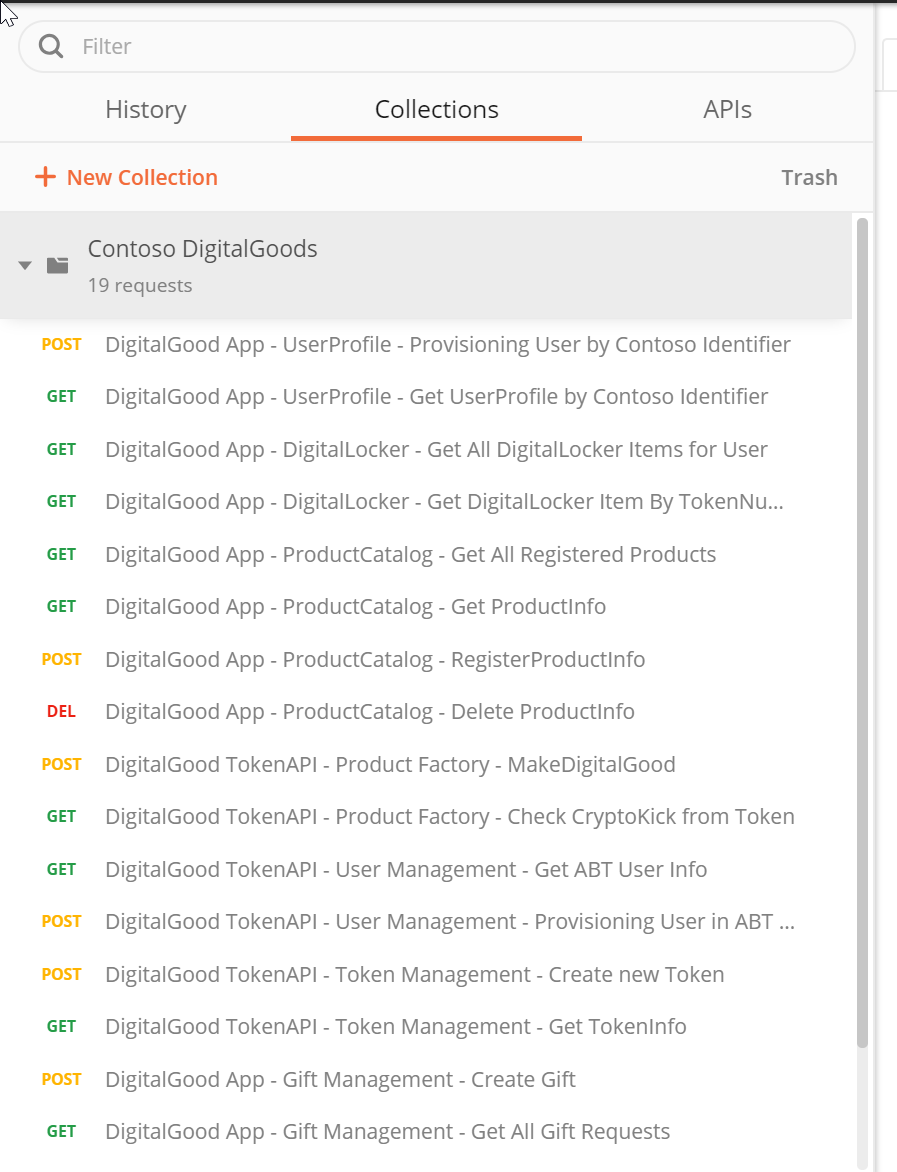 Filter
History Collections APIs
New Collection Trash
Contoso DigitalGoods
19 requests
POST DigitalGood App - UserProfile - Provisioning User by Contoso Identifier
GET DigitalGood App - UserProfile - Get UserProfile by Contoso Identifier
GET DigitalGood App - DigitalLocker - Get All DigitalLocker Items for User
GET DigitalGood App - DigitalLocker - Get DigitalLocker Item By TokenNu...
GET DigitalGood App - ProductCatalog - Get All Registered Products
GET DigitalGood App - ProductCatalog - Get ProductInfo
POST DigitalGood App - ProductCatalog - RegisterProductInfo
DEL DigitalGood App - ProductCatalog - Delete ProductInfo
POST DigitalGood TokenAPI - Product Factory - MakeDigitalGood
GET DigitalGood TokenAPI - Product Factory - Check CryptoKick from Token
GET DigitalGood TokenAPI - User Management - Get ABT User Info
POST DigitalGood TokenAPI - User Management - Provisioning User in ABT ...
POST DigitalGood TokenAPI - Token Management - Create new Token
GET DigitalGood TokenAPI - Token Management - Get TokenInfo
POST DigitalGood App - Gift Management - Create Gift
GET DigitalGood App - Gift Management - Get All Gift Requests